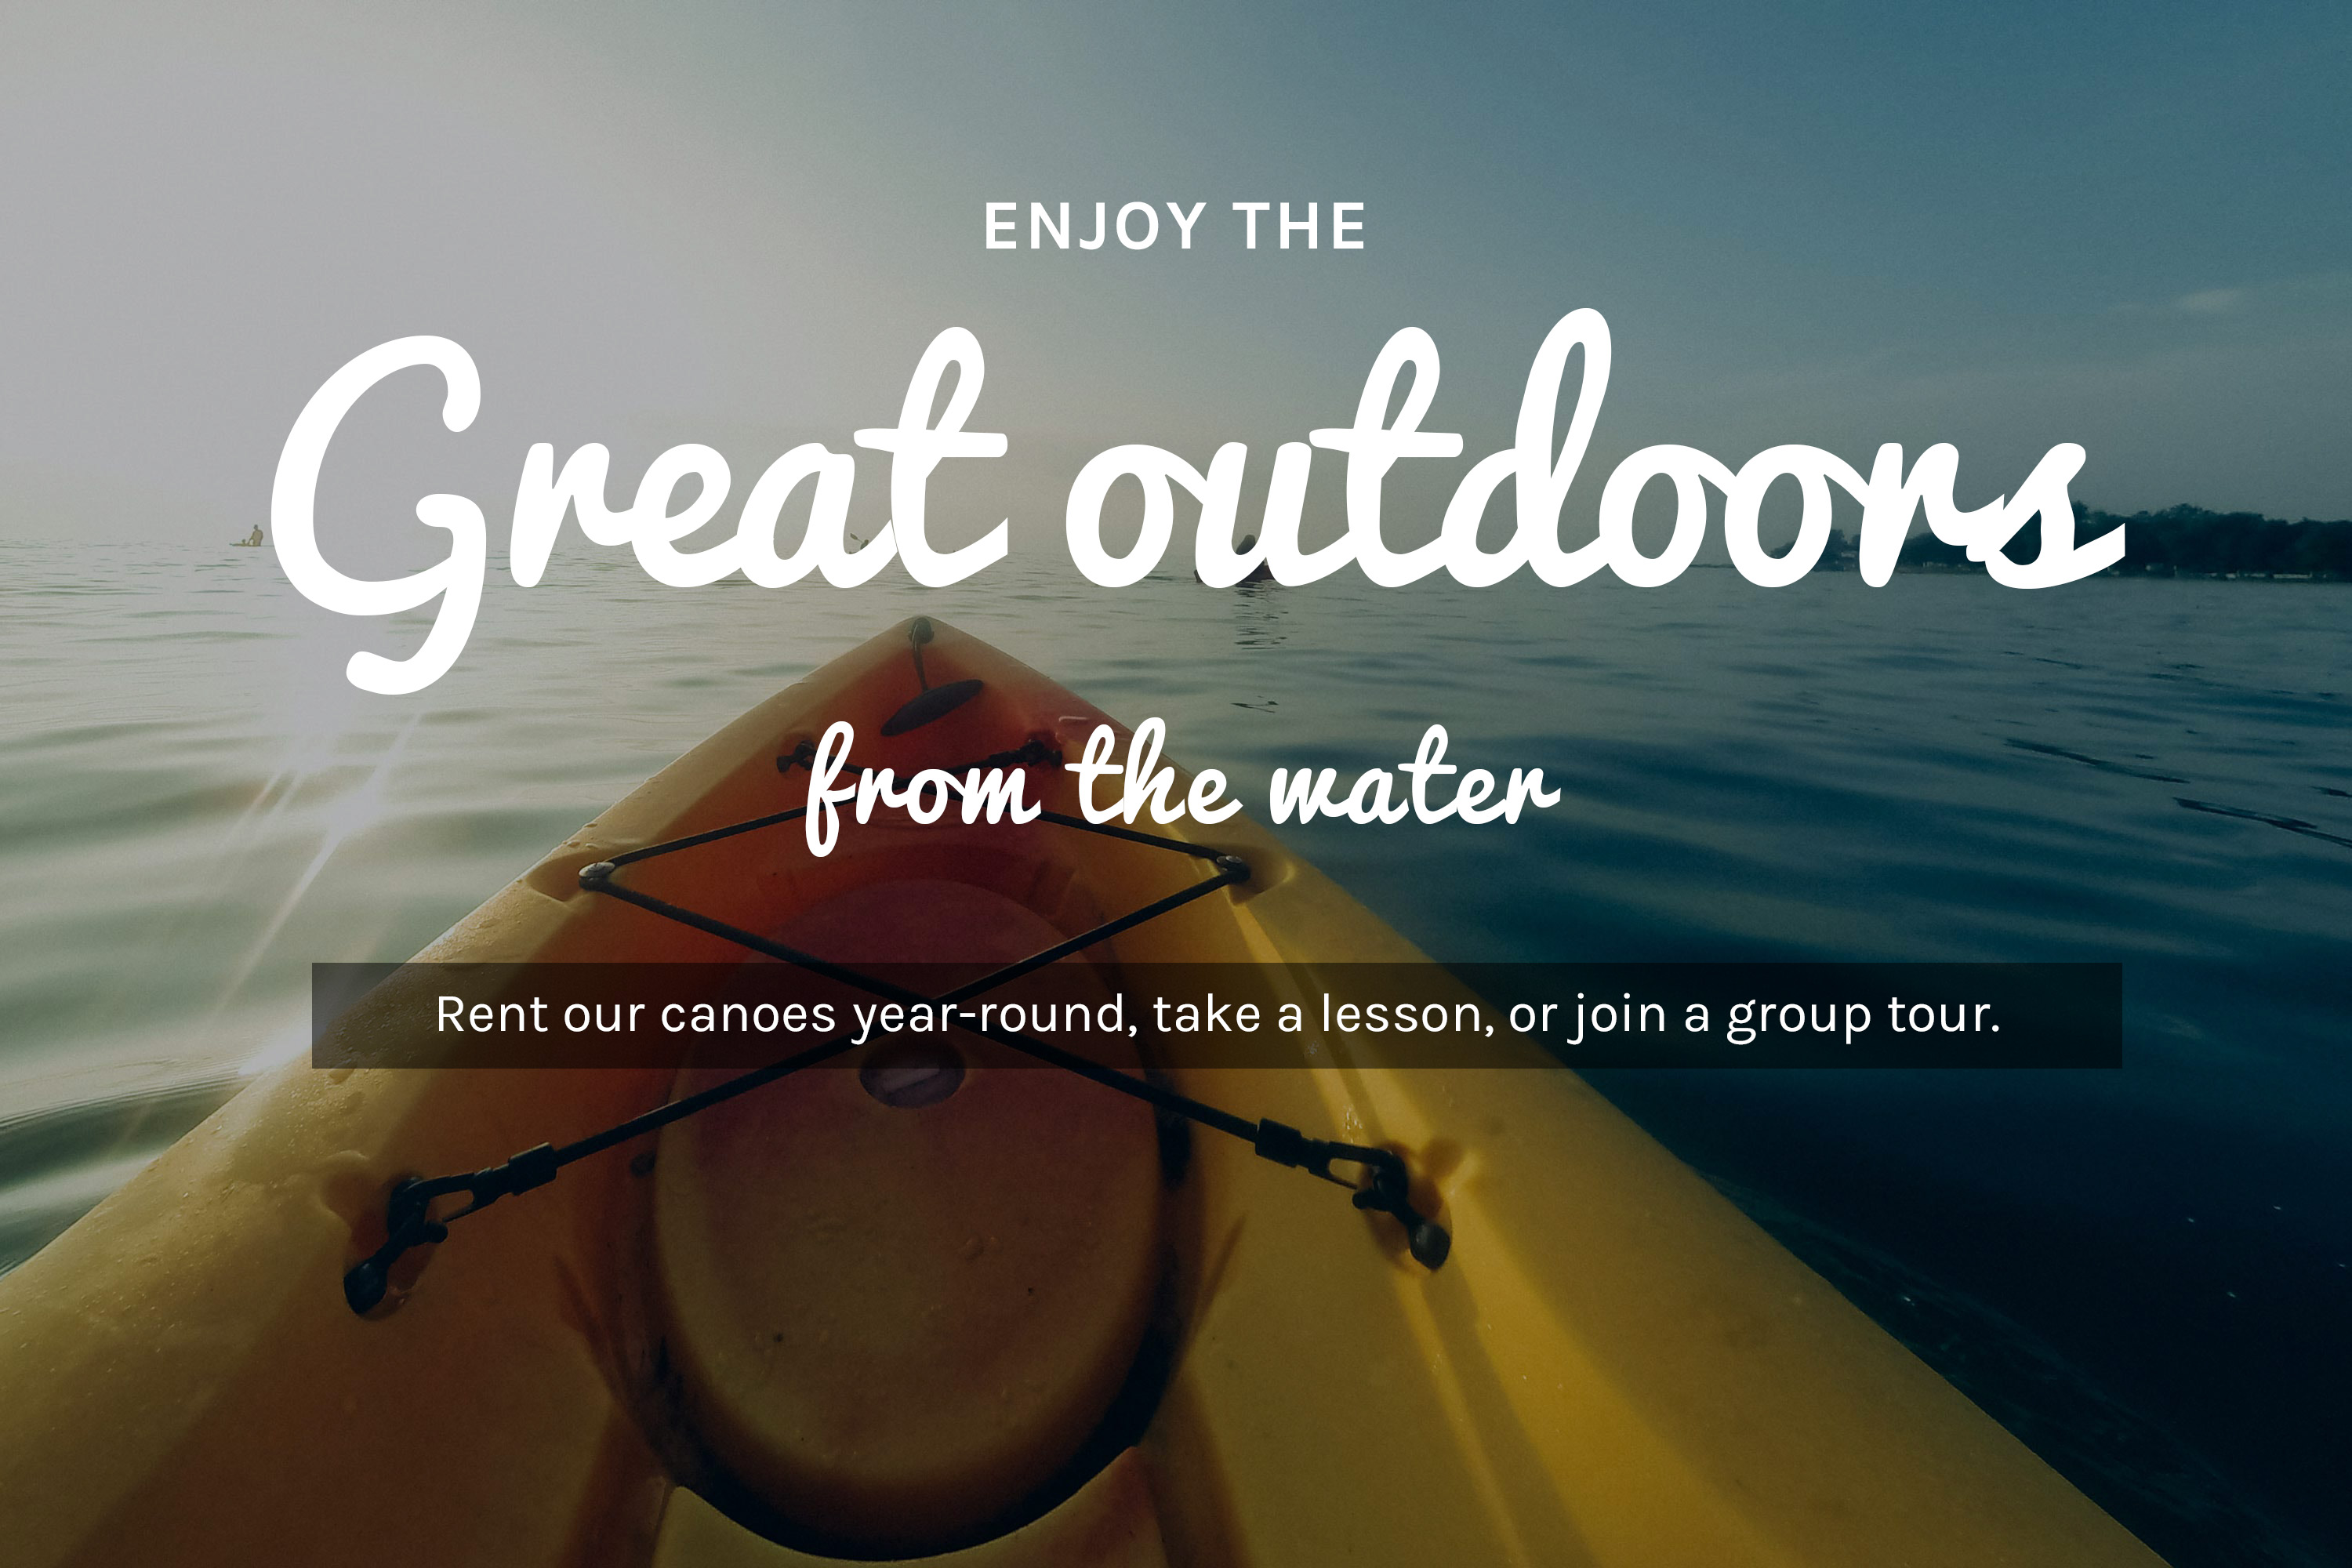 ENJOY THE
Great outdoors
from the water
Rent our canoes year-round, take a lesson, or join a group tour.